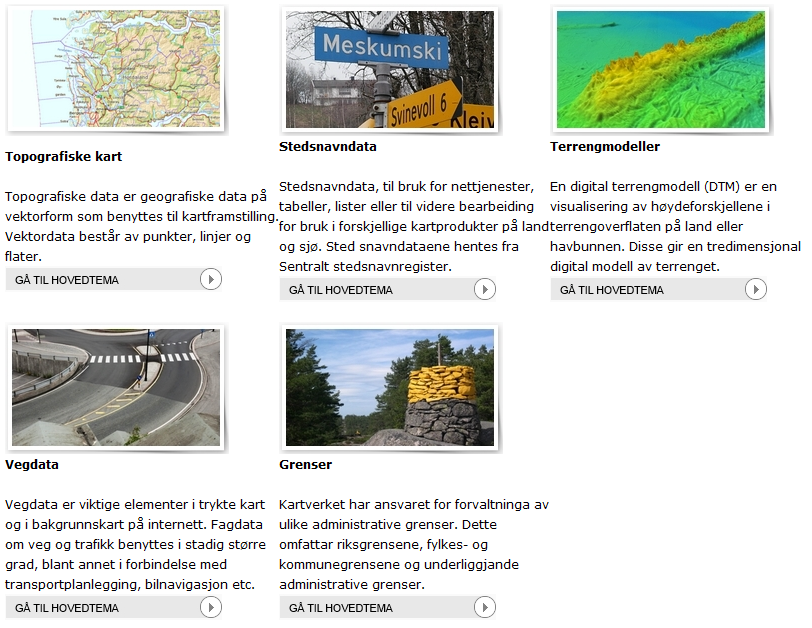 Meskumski
Svinevoll 6
Kleiv
Topografiske kart
Topografiske data er geografiske data på
vektorform som benyttes til kartframstilling.
Vektordata består av punkter, linjer og
flater.
GÅ TIL HOVEDTEMA
Stedsnavndata
Stedsnavndata, til bruk for nettjenester,
tabeller, lister eller til videre bearbeiding
for bruk i forskjellige kartprodukter på land
og sjø. Sted snavndataene hentes fra
Sentralt stedsnavnregister.
GÅ TIL HOVEDTEMA
Terrengmodeller
En digital terrengmodell (DTM) er en
visualisering av høydeforskjellene i
terrengoverflaten på land eller
havbunnen. Disse gir en tredimensjonal
digital modell av terrenget.
GÅ TIL HOVEDTEMA
Vegdata
Vegdata er viktige elementer i trykte kart
og i bakgrunnskart på internett. Fagdata
om veg og trafikk benyttes i stadig større
grad, blant annet i forbindelse med
transportplanlegging, bilnavigasjon etc.
GÅ TIL HOVEDTEMA
Grenser
Kartverket har ansvaret for forvaltninga av
ulike administrative grenser. Dette
omfattar riksgrensene, fylkes- og
kommunegrensene og underliggjande
administrative grenser.
GÅ TIL HOVEDTEMA